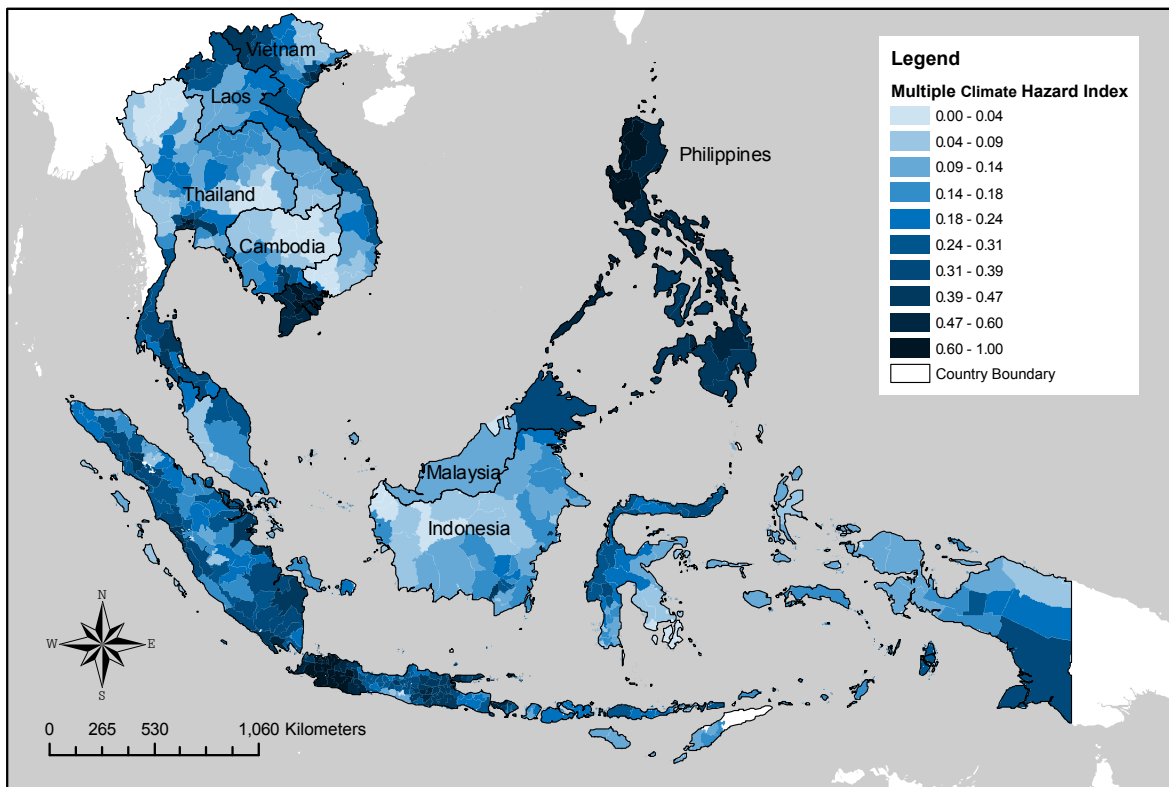 Vietnam
Laos
Thailand
Cambodia
Philippines
Malaysia
Indonesia
Legend
Multiple Climate Hazard Index
0.00 - 0.04
0.04 - 0.09
0.09 - 0.14
0.14 - 0.18
0.18 - 0.24
0.24 - 0.31
0.31 - 0.39
0.39 - 0.47
0.47 - 0.60
0.60 - 1.00
Country Boundary
N
W E
S
0 265 530 1,060 Kilometers